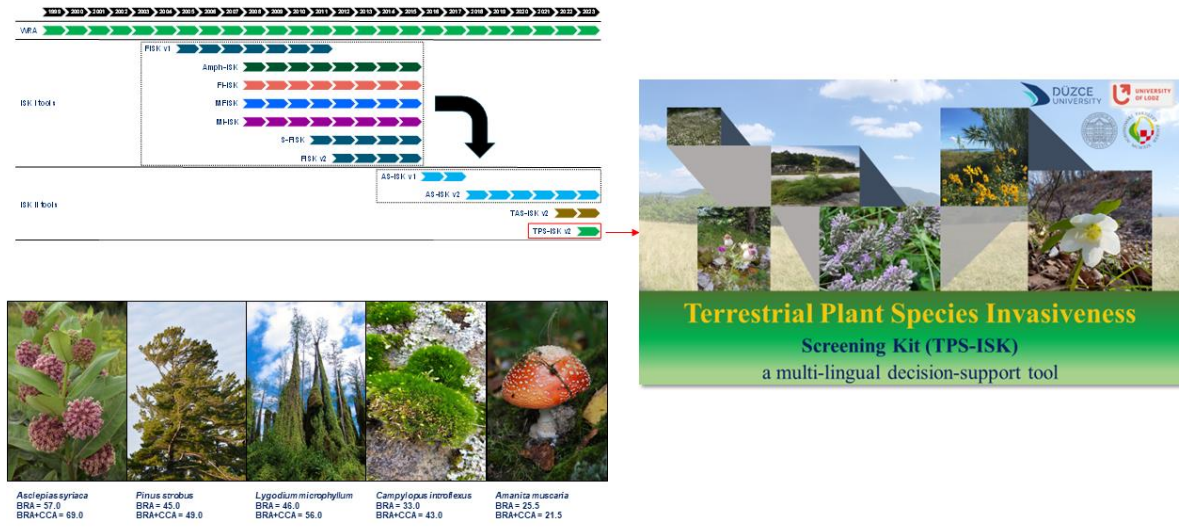 1999 2000 2001 2002 2003 2004 2005 2006 2007 2008 2009 2010 2011 2012 2013 2014 2015 2016 2017 2018 2019 2020 2021 2022 2023
WRA
FISK v1
Amph-ISK
FI-ISK
ISK I tools
MFISK
MI-ISK
S-FISK
FISK v2
AS-ISK v1
AS-ISK v2
ISK II tools
TAS-ISK v2
TPS-ISK v2
DÜZCE
UNIVERSITY
UNIVERSITY
OF LODZ
Terrestrial Plant Species Invasiveness
Screening Kit (TPS-ISK)
a multi-lingual decision-support tool
Asclepias syriaca
BRA = 57.0
BRA+CCA = 69.0
Pinus strobus
BRA = 45.0
BRA+CCA = 49.0
Lygodium microphyllum
BRA = 46.0
BRA+CCA = 56.0
Campylopus introflexus
BRA = 33.0
BRA+CCA = 43.0
Amanita muscaria
BRA = 25.5
BRA+CCA = 21.5